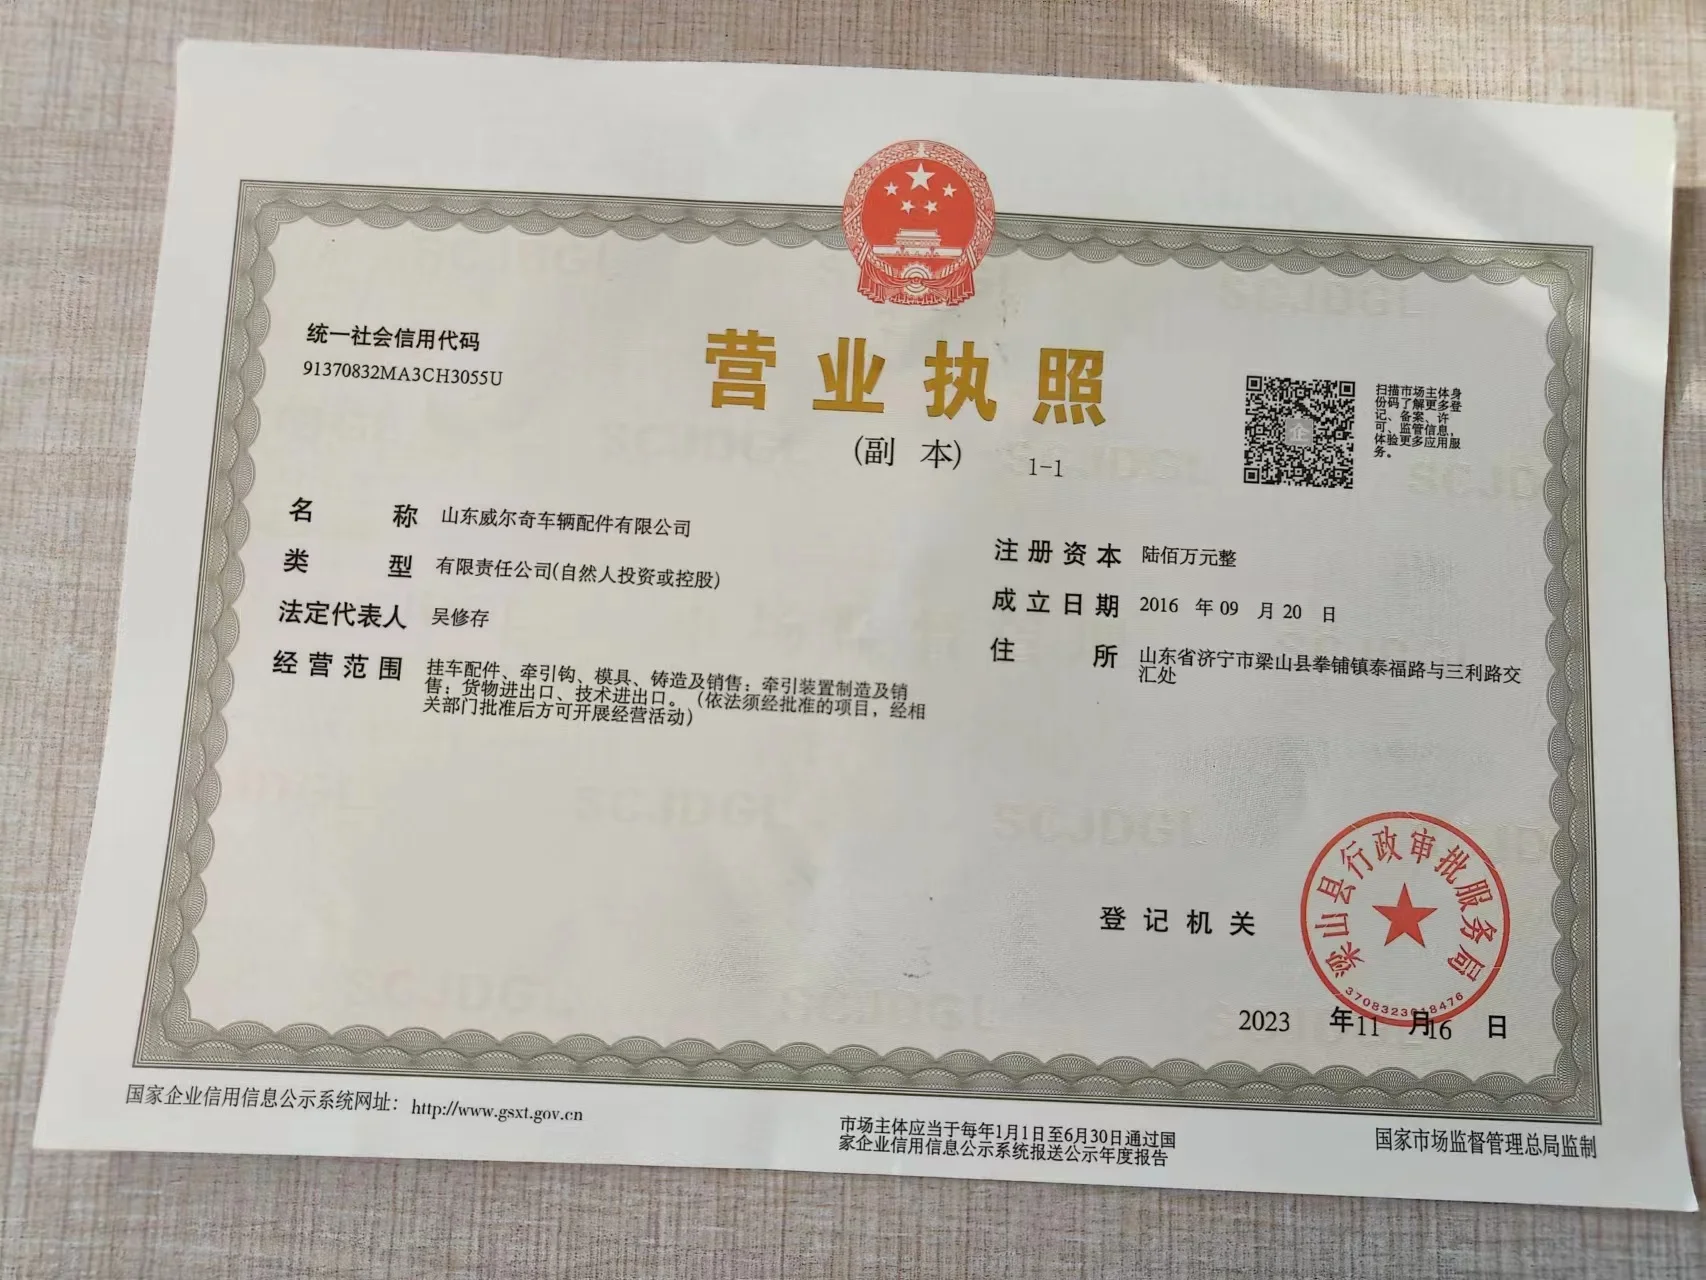 统一社会信用代码
91370832MA3CH3055U
营业执照
(副 本)
1-1
扫描市场主体身
份码了解更多登
记、备案、许
可、监管信息,
体验更多应用服
务。
企
名 称 山东威尔奇车辆配件有限公司
类 型 有限责任公司(自然人投资或控股)
法定代表人 吴修存
经营范围 挂车配件、牵引钩、模具、铸造及销售；牵引装置制造及销
售；货物进出口、技术进出口。(依法须经批准的项目，经相
关部门批准后方可开展经营活动)
注册资本 陆佰万元整
成立日期 2016 年 09 月 20 日
住 所 山东省济宁市梁山县拳铺镇泰福路与三利路交
汇处
SCJDGL
SCJDGL
SCJDGL
登记机关
梁山县行政审批服务局
3708323018476
2023 年11 月16 日
国家企业信用信息公示系统网址：http://www.gsxt.gov.cn
市场主体应当于每年1月1日至6月30日通过国
家企业信用信息公示系统报送公示年度报告
国家市场监督管理总局监制